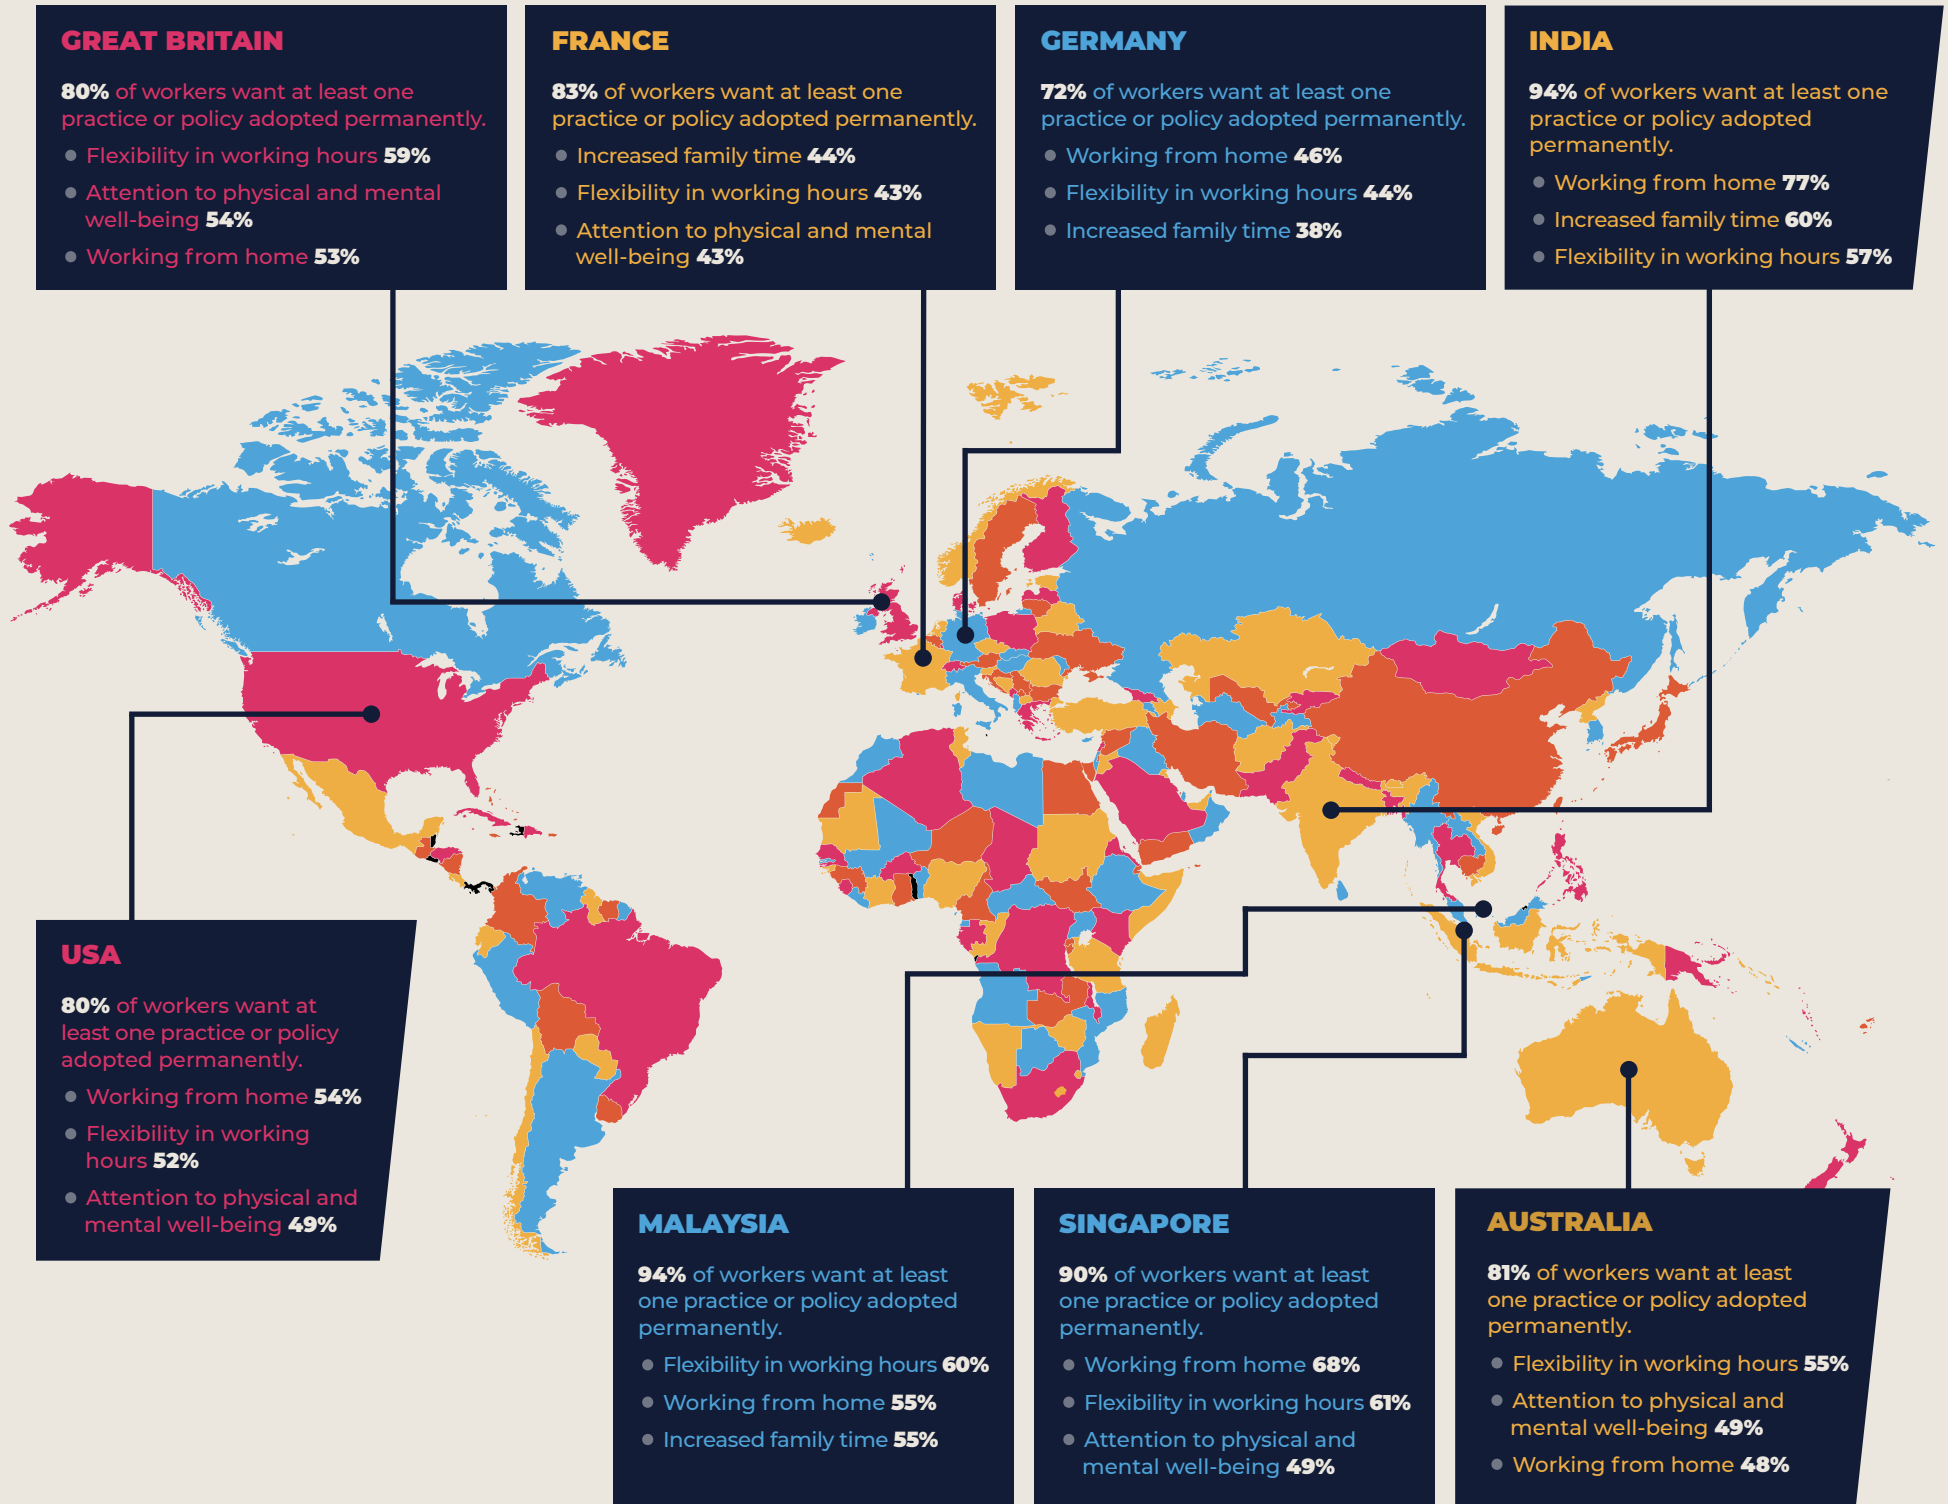 GREAT BRITAIN
80% of workers want at least one
practice or policy adopted permanently.
Flexibility in working hours 59%
Attention to physical and mental
well-being 54%
Working from home 53%
FRANCE
83% of workers want at least one
practice or policy adopted permanently.
Increased family time 44%
Flexibility in working hours 43%
Attention to physical and mental
well-being 43%
GERMANY
72% of workers want at least one
practice or policy adopted permanently.
Working from home 46%
Flexibility in working hours 44%
Increased family time 38%
INDIA
94% of workers want at least one
practice or policy adopted
permanently.
Working from home 77%
Increased family time 60%
Flexibility in working hours 57%
USA
80% of workers want at
least one practice or policy
adopted permanently.
Working from home 54%
Flexibility in working
hours 52%
Attention to physical and
mental well-being 49%
MALAYSIA
94% of workers want at least
one practice or policy adopted
permanently.
Flexibility in working hours 60%
Working from home 55%
Increased family time 55%
SINGAPORE
90% of workers want at least
one practice or policy adopted
permanently.
Working from home 68%
Flexibility in working hours 61%
Attention to physical and
mental well-being 49%
AUSTRALIA
81% of workers want at least
one practice or policy adopted
permanently.
Flexibility in working hours 55%
Attention to physical and
mental well-being 49%
Working from home 48%